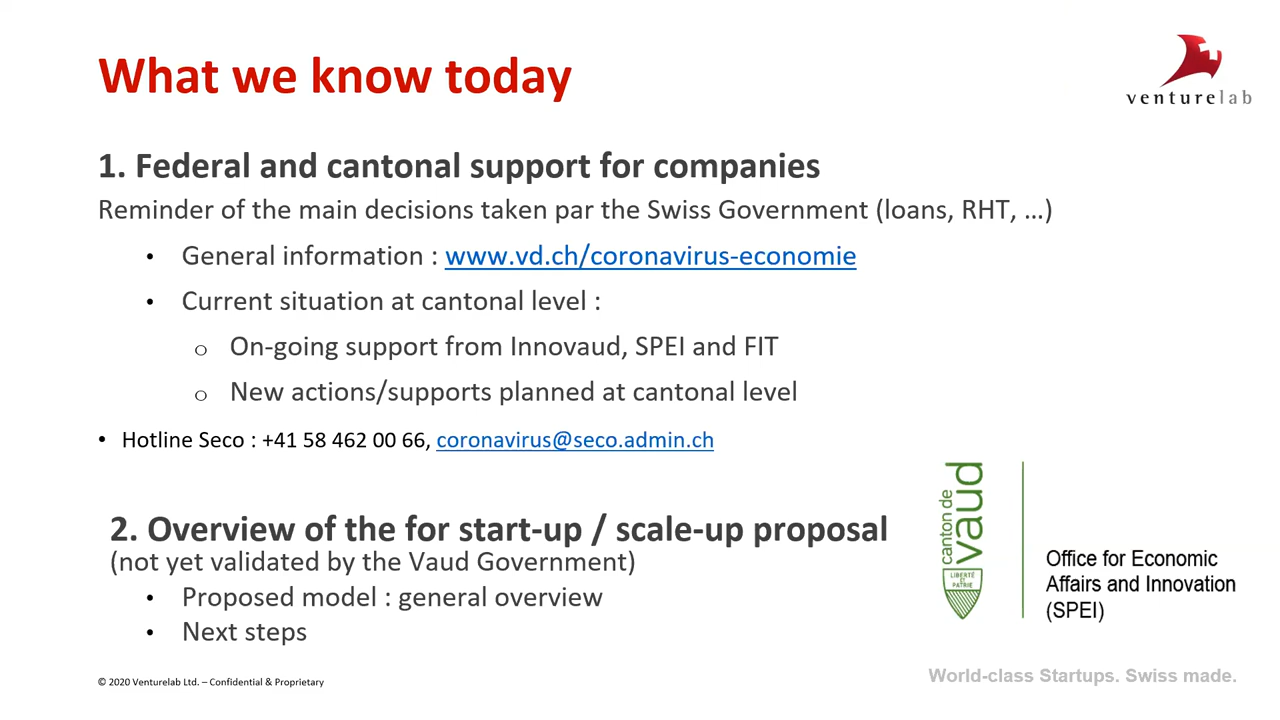 What we know today
venturelab
1. Federal and cantonal support for companies
Reminder of the main decisions taken par the Swiss Government (loans, RHT, …)
• General information : www.vd.ch/coronavirus-economie
• Current situation at cantonal level :
o On-going support from Innovaud, SPEI and FIT
o New actions/supports planned at cantonal level
• Hotline Seco : +41 58 462 00 66, coronavirus@seco.admin.ch
2. Overview of the for start-up / scale-up proposal
(not yet validated by the Vaud Government)
• Proposed model : general overview
• Next steps
canton de
vaud
LIBERTÉ
ET
PATRIE
Office for Economic
Affairs and Innovation
(SPEI)
© 2020 Venturelab Ltd. – Confidential & Proprietary
World-class Startups. Swiss made.